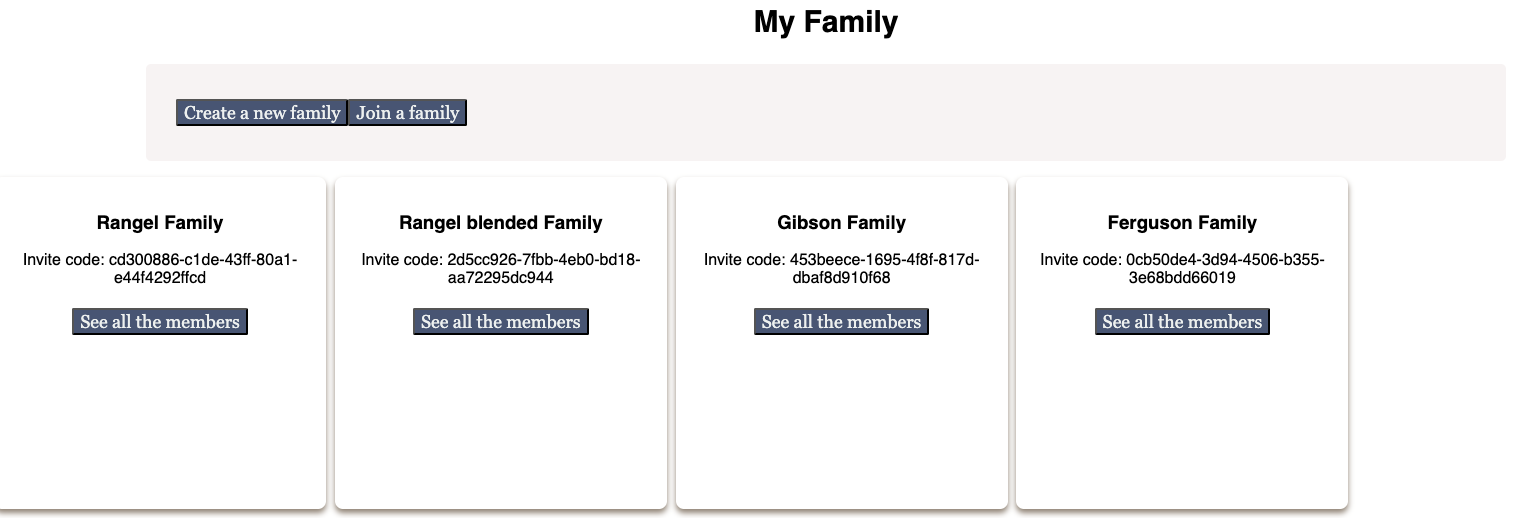 My Family
Create a new family Join a family
Rangel Family
Invite code: cd300886-c1de-43ff-80a1-
e44f4292ffcd
See all the members
Rangel blended Family
Invite code: 2d5cc926-7fbb-4eb0-bd18-
aa72295dc944
See all the members
Gibson Family
Invite code: 453beece-1695-4f8f-817d-
dbaf8d910f68
See all the members
Ferguson Family
Invite code: 0cb50de4-3d94-4506-b355-
3e68bdd66019
See all the members